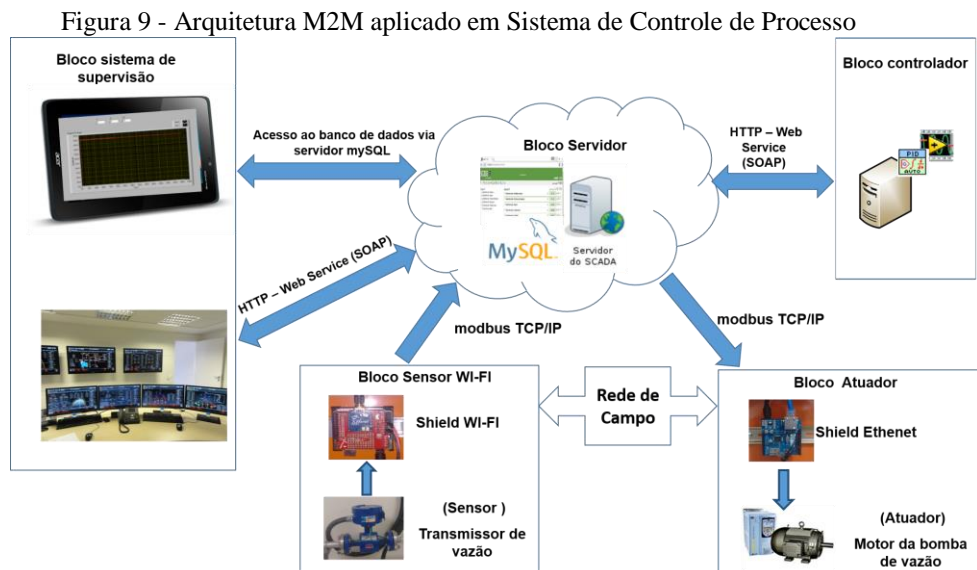 Figura 9 - Arquitetura M2M aplicado em Sistema de Controle de Processo
Bloco sistema de
supervisão
acer
Acesso ao banco de dados via
servidor mySQL
HTTP – Web Service (SOAP)
Bloco Servidor
MySQL
Servidor
do SCADA
HTTP – Web
Service
(SOAP)
Bloco controlador
PID
AUTO
modbus TCP/IP
modbus TCP/IP
Bloco Sensor WI-FI
Shield WI-FI
(Sensor )
Transmissor de
vazão
Rede de
Campo
Bloco Atuador
Shield Ethenet
(Atuador)
Motor da bomba
de vazão